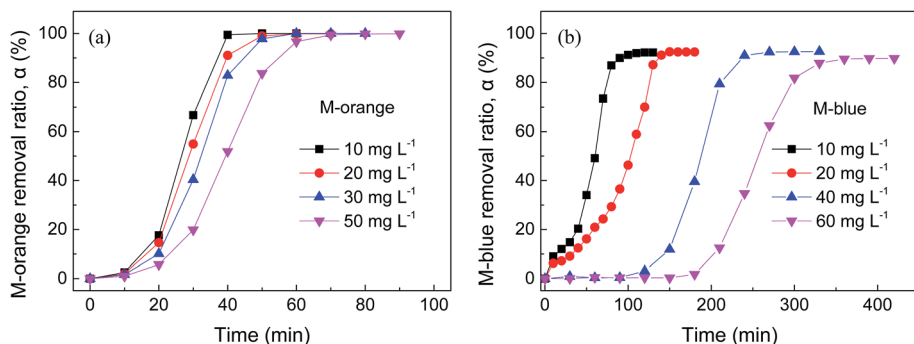 (a)
M-orange removal ratio, α (%)
100
80
60
40
20
0
M-orange
10 mg L⁻¹
20 mg L⁻¹
30 mg L⁻¹
50 mg L⁻¹
0 20 40 60 80 100
Time (min)
(b)
M-blue removal ratio, α (%)
100
80
60
40
20
0
M-blue
10 mg L⁻¹
20 mg L⁻¹
40 mg L⁻¹
60 mg L⁻¹
0 100 200 300 400
Time (min)